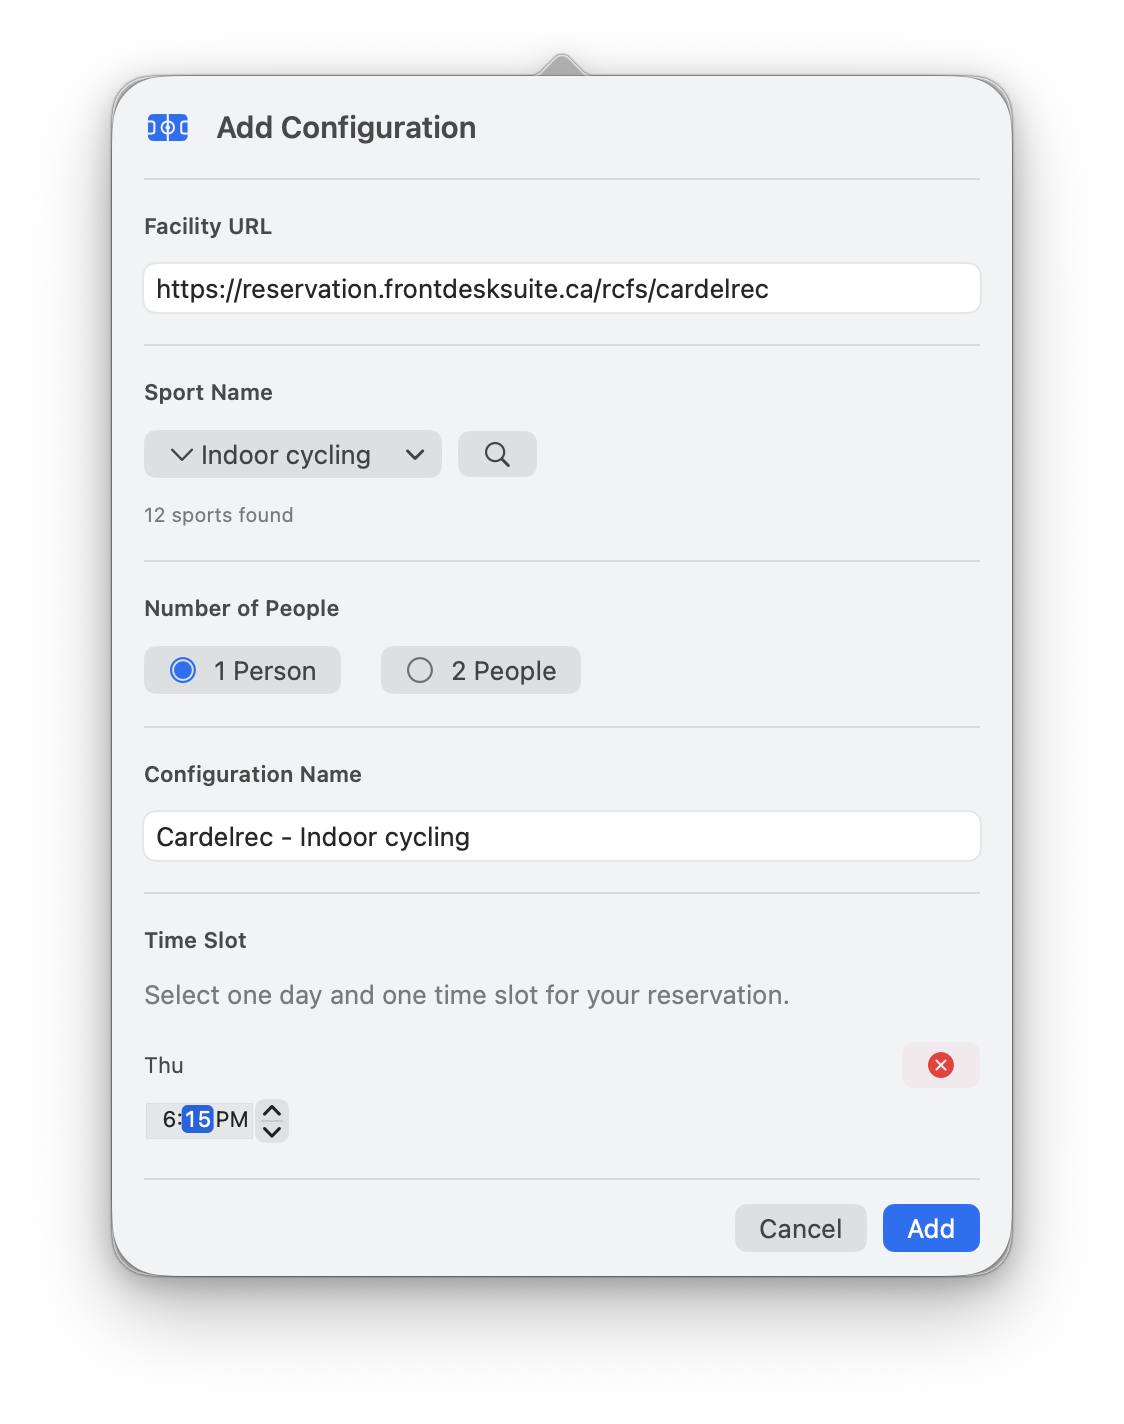 Add Configuration
Facility URL
https://reservation.frontdesksuite.ca/rcfs/cardelrec
Sport Name
Indoor cycling
12 sports found
Number of People
1 Person 2 People
Configuration Name
Cardelrec - Indoor cycling
Time Slot
Select one day and one time slot for your reservation.
Thu
6:15 PM
Cancel Add